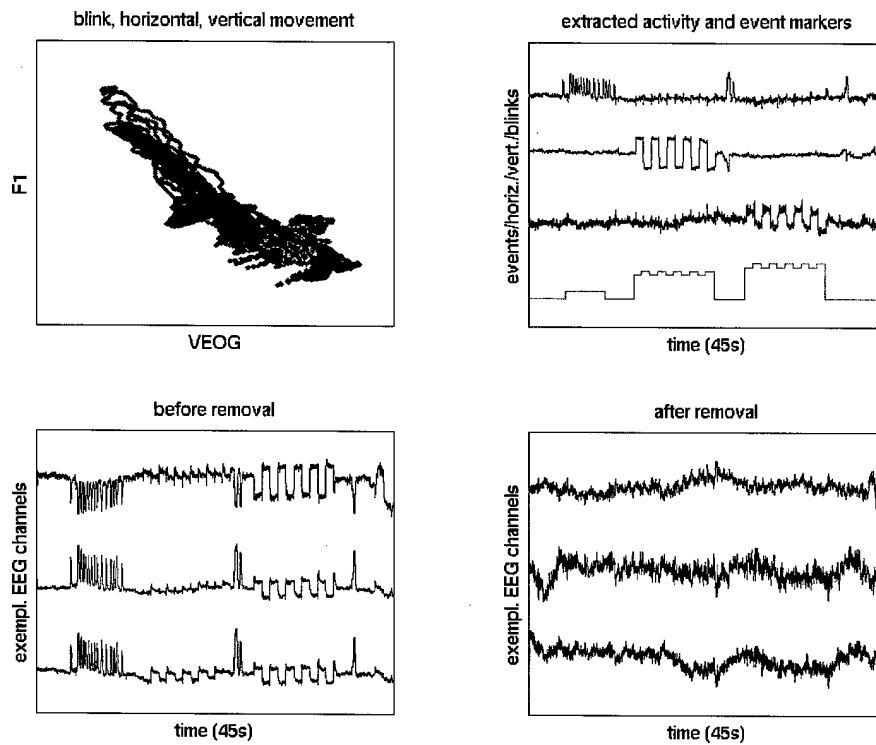 blink, horizontal, vertical movement
F1
VEOG
extracted activity and event markers
events/horiz./vert./blinks
time (45s)
before removal
exempl. EEG channels
time (45s)
after removal
exempl. EEG channels
time (45s)